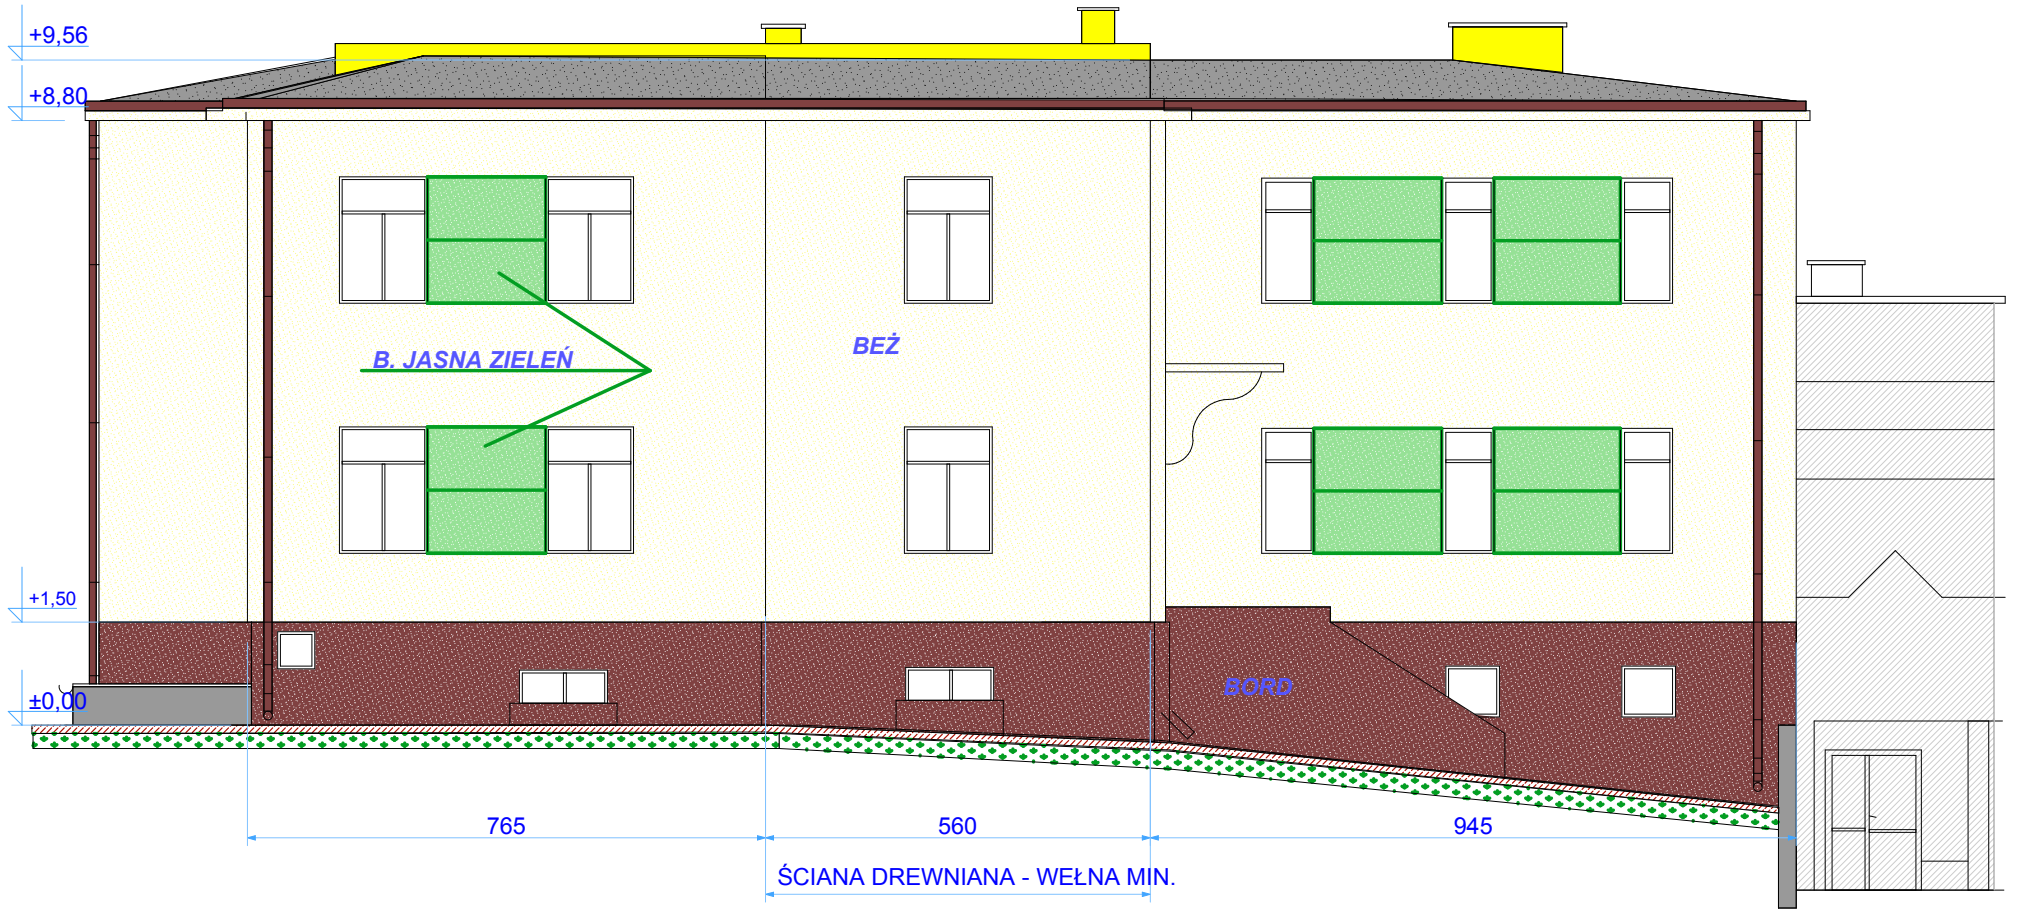 +9,56
+8,80
BEŻ
B. JASNA ZIELEŃ
+1,50
BORD
±0,00
765
560
945
ŚCIANA DREWNIANA - WEŁNA MIN.